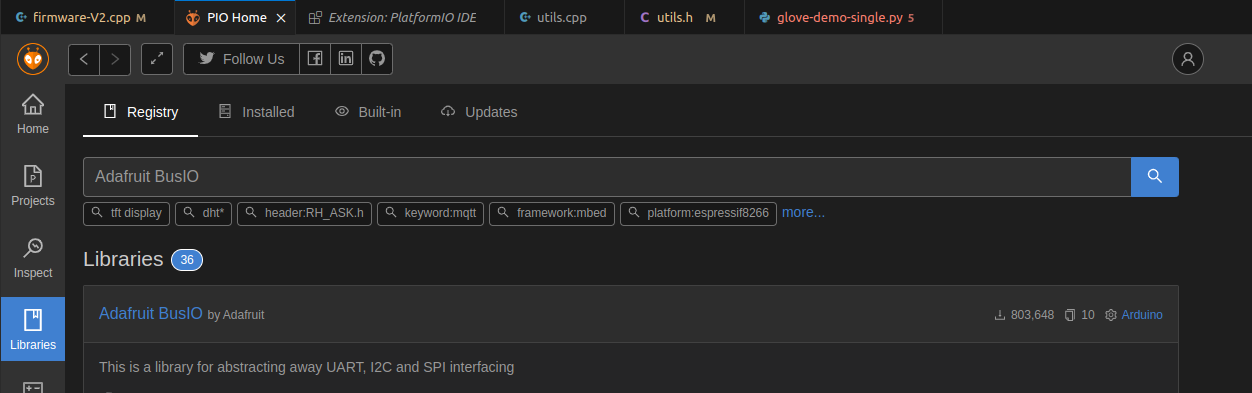 firmware-V2.cpp M PIO Home Extension: PlatformIO IDE utils.cpp utils.h M glove-demo-single.py 5
Follow Us
Registry Installed Built-in Updates
Home
Adafruit BusIO
Projects
tft display dht* header:RH_ASK.h keyword:mqtt framework:mbed platform:espressif8266 more...
Inspect
Libraries 36
Adafruit BusIO by Adafruit 803,648 10 Arduino
Libraries
This is a library for abstracting away UART, I2C and SPI interfacing